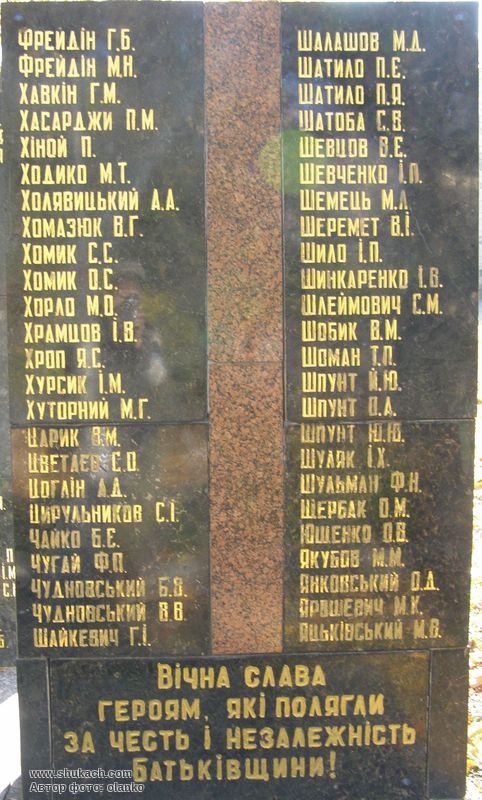 ФРЕЙДІН Г.Б.
ФРЕЙДІН М.Н.
ХАВКІН Г.М.
ХАСАРДЖИ П.М.
ХІНОЙ П.
ХОДИКО М.Т.
ХОЛЯВИЦЬКИЙ А.А.
ХОМАЗЮК В.Г.
ХОМИК С.С.
ХОМИК О.С.
ХОРЛО М.О.
ХРАМЦОВ І.В.
ХРОП Я.С.
ХУРСИК І.М.
ХУТОРНИЙ М.Г.
ЦАРИК В.М.
ЦВЕТАЕВ С.О.
ЦОГЛІН А.Д.
ЦИРУЛЬНИКОВ С.І.
ЧАЙКО Б.Є.
ЧУГАЙ Ф.П.
ЧУДНОВСЬКИЙ Б.В.
ЧУДНОВСЬКИЙ В.В.
ШАЙКЕВИЧ Г.І.
ШАЛАШОВ М.Д.
ШАТИЛО П.Є.
ШАТИЛО П.Я.
ШАТОБА С.В.
ШЕВЦОВ В.Є.
ШЕВЧЕНКО І.П.
ШЕМЕЦЬ М.Л.
ШЕРЕМЕТ В.І.
ШИЛО І.П.
ШИНКАРЕНКО І.В.
ШЛЕЙМОВИЧ С.М.
ШОБИК В.М.
ШОМАН Т.П.
ШПУНТ Й.Ю.
ШПУНТ О.А.
ШПУНТ Ю.Ю.
ШУЛЯК І.Х.
ШУЛЬМАН Ф.Н.
ЩЕРБАК О.М.
ЮЩЕНКО О.В.
ЯКУБОВ М.М.
ЯНКОВСЬКИЙ О.Д.
ЯРОШЕВИЧ М.К.
ЯЦЬКІВСЬКИЙ М.В.
ВІЧНА СЛАВА
ГЕРОЯМ, ЯКІ ПОЛЯГЛИ
ЗА ЧЕСТЬ І НЕЗАЛЕЖНІСТЬ
БАТЬКІВЩИНИ!
www.shukach.com
Автор фото: olanko